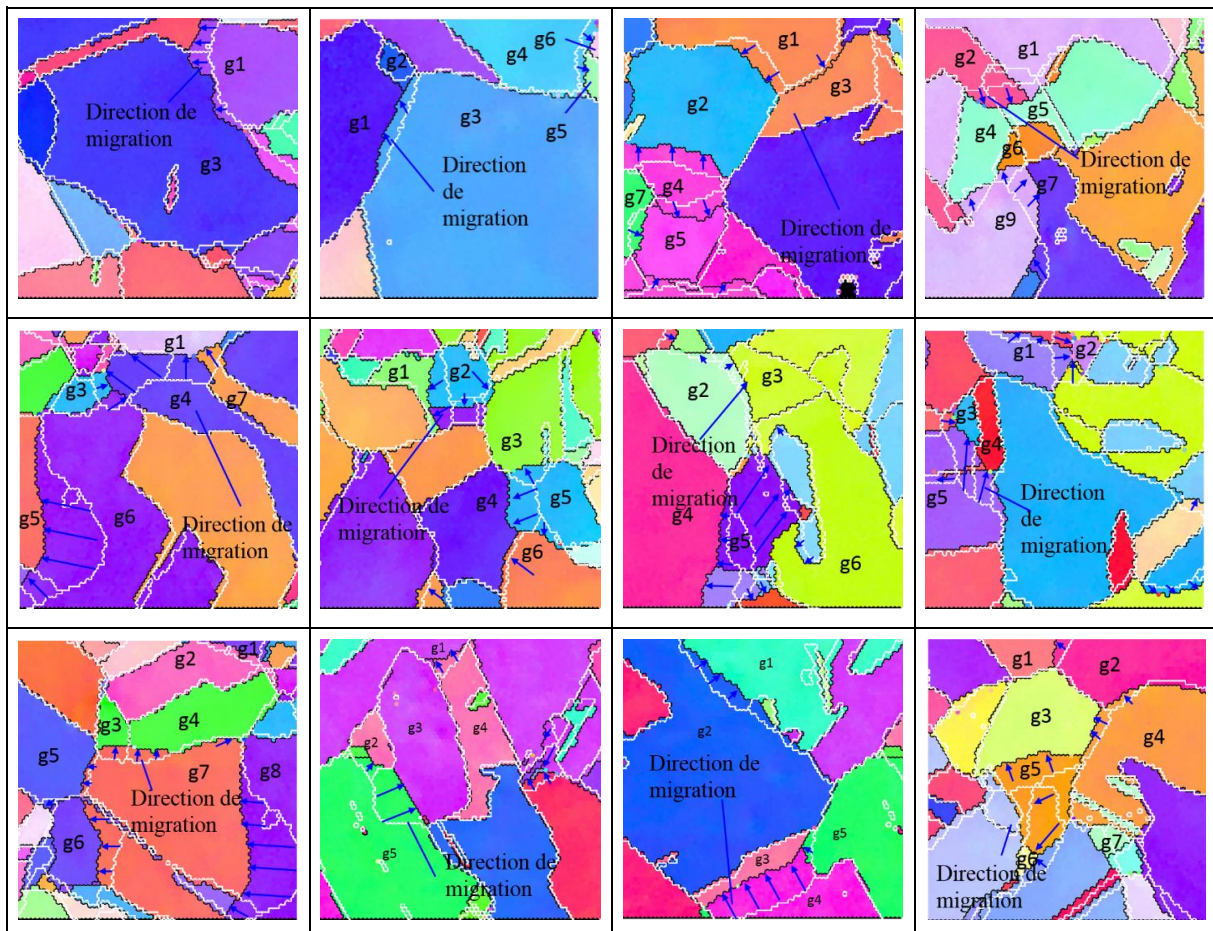 g1
Direction de
migration
g3
g6
g4
g2
g3
g1
g5
Direction
de
migration
g1
g3
g2
g4
g7
g5
Direction de
migration
g1
g2
g5
g4
g6
Direction de
migration
g7
g9
g1
g3
g4
g7
g5
g6
Direction de
migration
g1
g2
g3
Direction de
migration
g4
g5
g6
g2
g3
Direction
de
migration
g4
g5
g6
g1
g2
g3
g4
g5
Direction
de
migration
g1
g2
g3
g4
g5
g7
g8
Direction de
migration
g6
g1
g2
g3
g4
g5
Direction de
migration
g1
g2
Direction de
migration
g3
g5
g4
g1
g2
g3
g4
g5
g6
g7
Direction de
migration